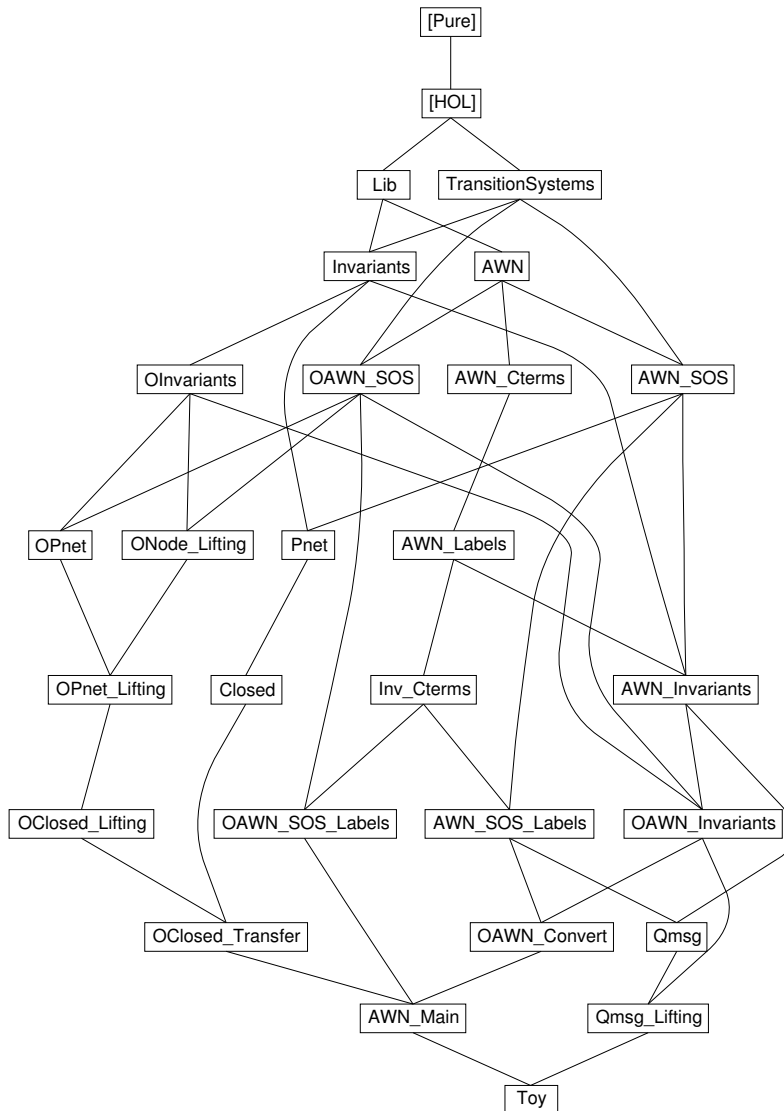 [Pure]
[HOL]
Lib
TransitionSystems
Invariants
AWN
OInvariants
OAWN_SOS
AWN_Cterms
AWN_SOS
OPnet
ONode_Lifting
Pnet
AWN_Labels
OPnet_Lifting
Closed
Inv_Cterms
AWN_Invariants
OClosed_Lifting
OAWN_SOS_Labels
AWN_SOS_Labels
OAWN_Invariants
OClosed_Transfer
OAWN_Convert
Qmsg
AWN_Main
Qmsg_Lifting
Toy